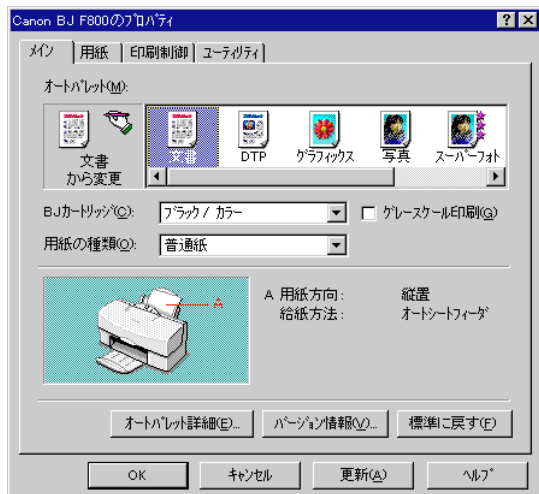 Canon BJ F800のﾌﾟﾛﾊﾟﾃｨ
ﾒｲﾝ 用紙 印刷制御 ﾕｰﾃｨﾘﾃｨ
ｵｰﾄﾊﾟﾚｯﾄ(M):
文書
から変更
文書 DTP ｸﾞﾗﾌｨｯｸｽ 写真 ｽｰﾊﾟｰﾌｫﾄ
BJｶｰﾄﾘｯｼﾞ(C): ﾌﾞﾗｯｸ / ｶﾗｰ ｸﾞﾚｰｽｹｰﾙ印刷(G)
用紙の種類(O): 普通紙
A
A 用紙方向: 縦置
給紙方法: ｵｰﾄｼｰﾄﾌｨｰﾀﾞ
ｵｰﾄﾊﾟﾚｯﾄ詳細(E)... ﾊﾞｰｼﾞｮﾝ情報(V)... 標準に戻す(F)
OK ｷｬﾝｾﾙ 更新(A) ﾍﾙﾌﾟ